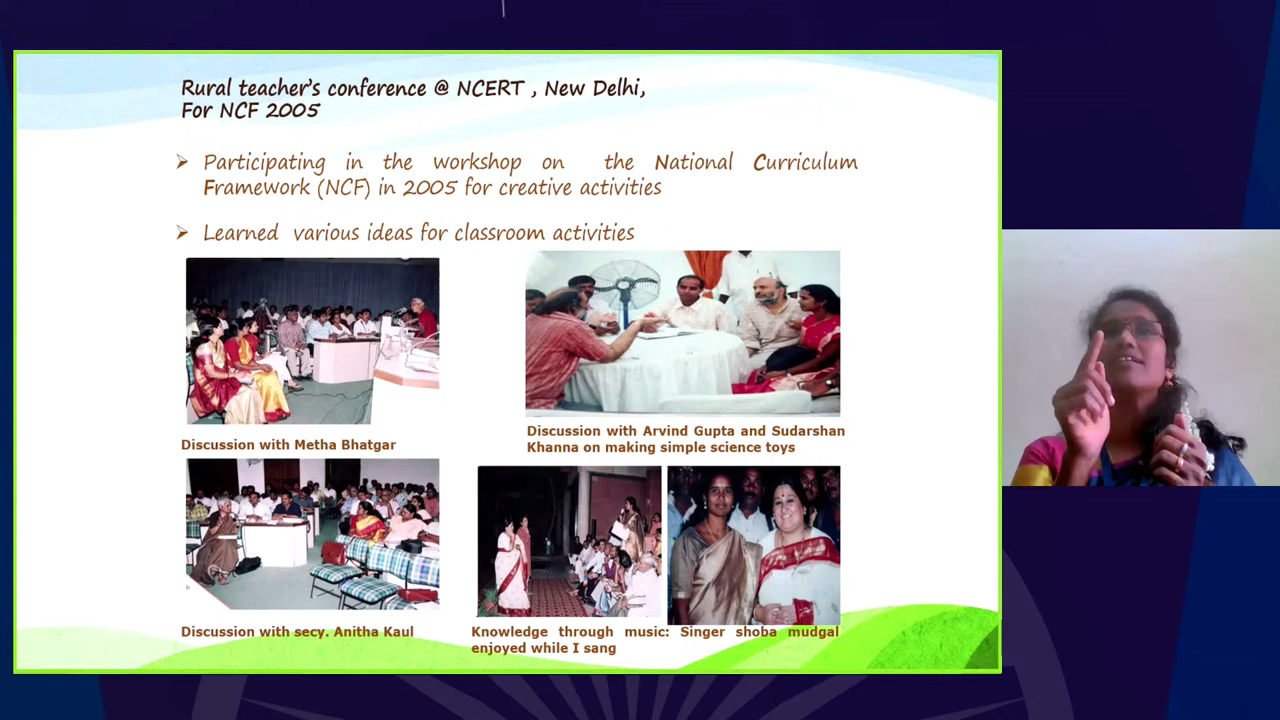 Rural teacher's conference @ NCERT , New Delhi,
For NCF 2005
Participating in the workshop on the National Curriculum
Framework (NCF) in 2005 for creative activities
Learned various ideas for classroom activities
Discussion with Metha Bhatgar
Discussion with Arvind Gupta and Sudarshan
Khanna on making simple science toys
Discussion with secy. Anitha Kaul
Knowledge through music: Singer shoba mudgal
enjoyed while I sang